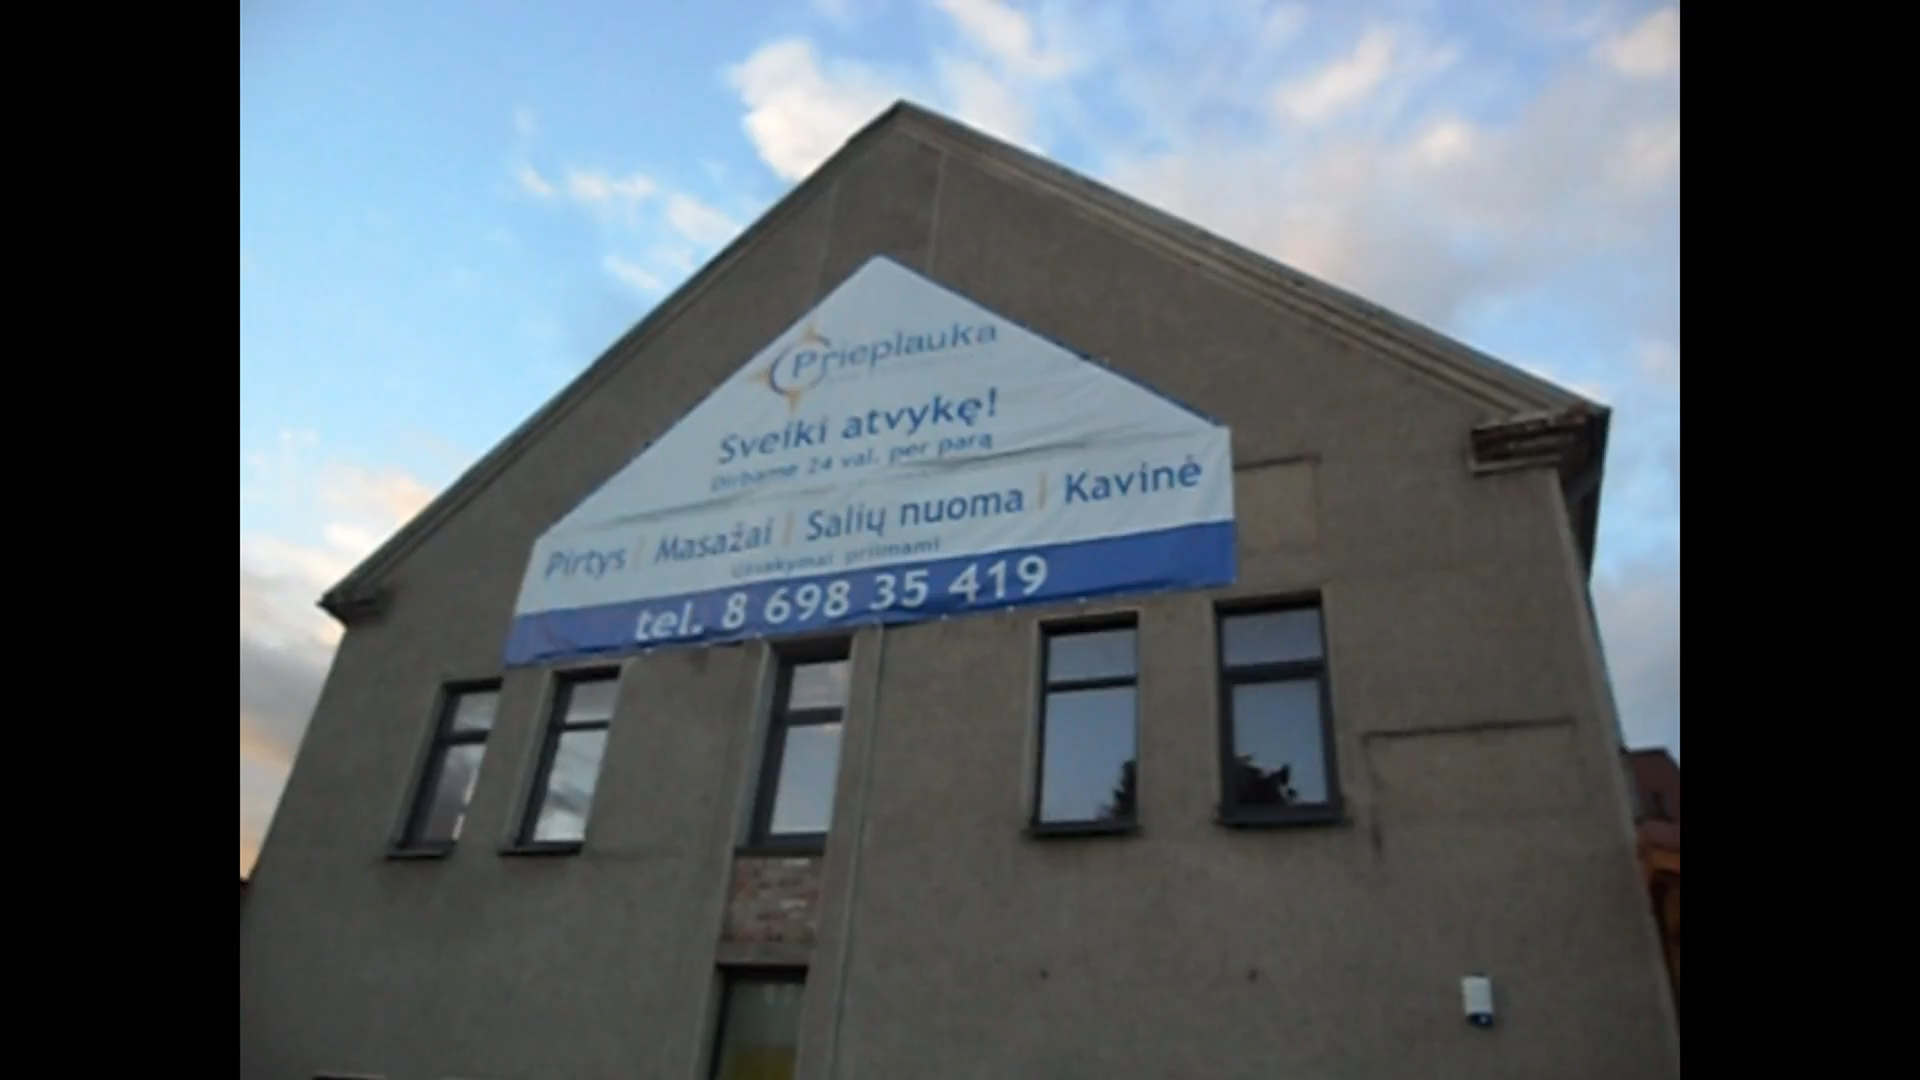 Prieplauka
Sveiki atvykę!
Dirbame 24 val. per parą
Pirtys | Masažai | Salių nuoma | Kavinė
Užsakymai priimami
tel. 8 698 35 419